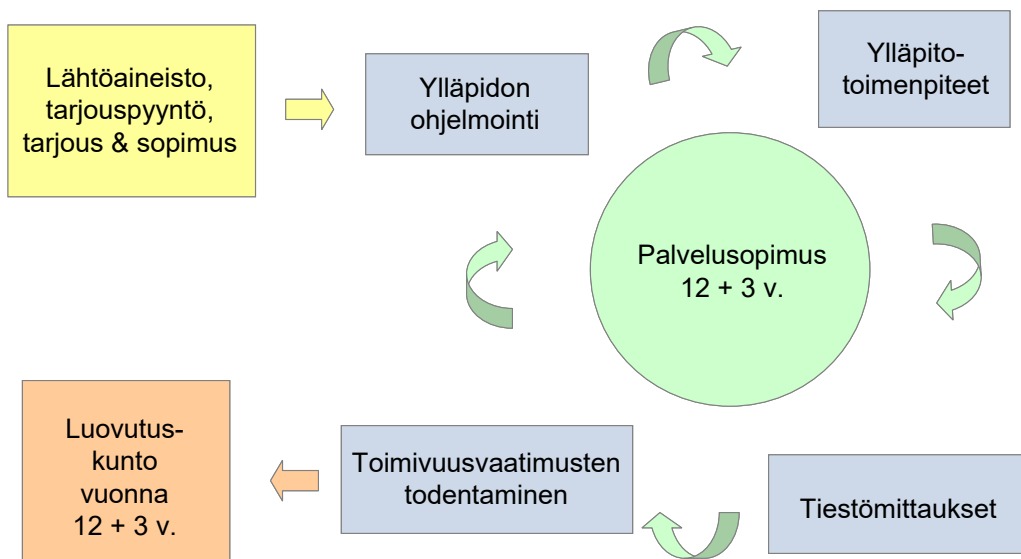 Lähtöaineisto,
tarjouspyyntö,
tarjous & sopimus
Ylläpidon
ohjelmointi
Ylläpito-
toimenpiteet
Palvelusopimus
12 + 3 v.
Luovutus-
kunto
vuonna
12 + 3 v.
Toimivuusvaatimusten
todentaminen
Tiestömittaukset